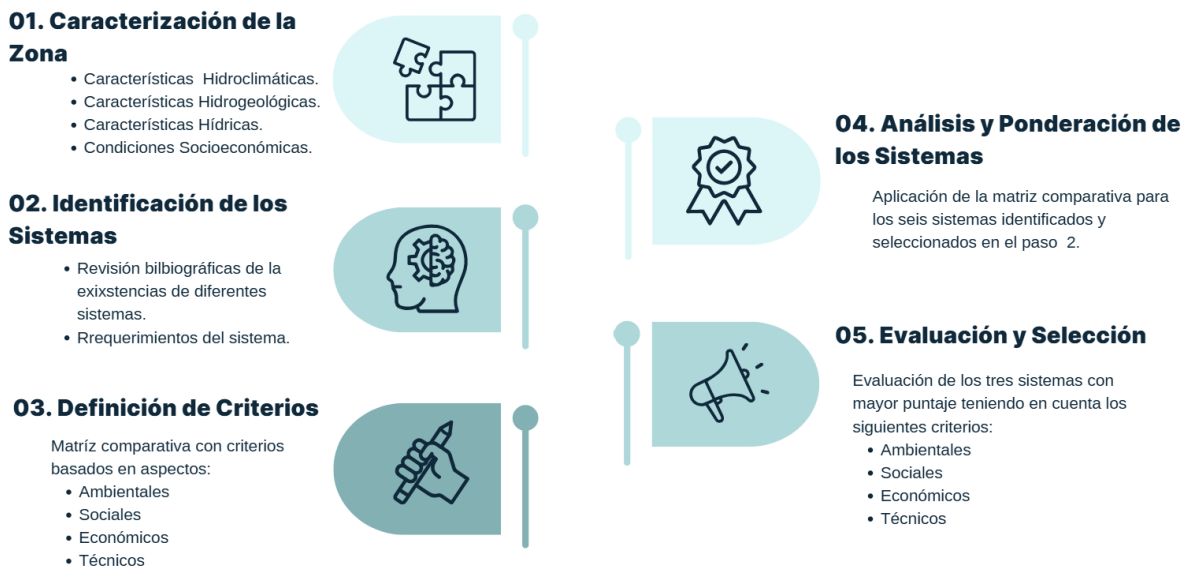 01. Caracterización de la
Zona
• Características  Hidroclimáticas.
• Características Hidrogeológicas.
• Características Hídricas.
• Condiciones Socioeconómicas.
02. Identificación de los
Sistemas
• Revisión bilbiográficas de la
exixstencias de diferentes
sistemas.
• Rrequerimientos del sistema.
03. Definición de Criterios
Matríz comparativa con criterios
basados en aspectos:
• Ambientales
• Sociales
• Económicos
• Técnicos
04. Análisis y Ponderación de
los Sistemas
Aplicación de la matriz comparativa para
los seis sistemas identificados y
seleccionados en el paso  2.
05. Evaluación y Selección
Evaluación de los tres sistemas con
mayor puntaje teniendo en cuenta los
siguientes criterios:
• Ambientales
• Sociales
• Económicos
• Técnicos